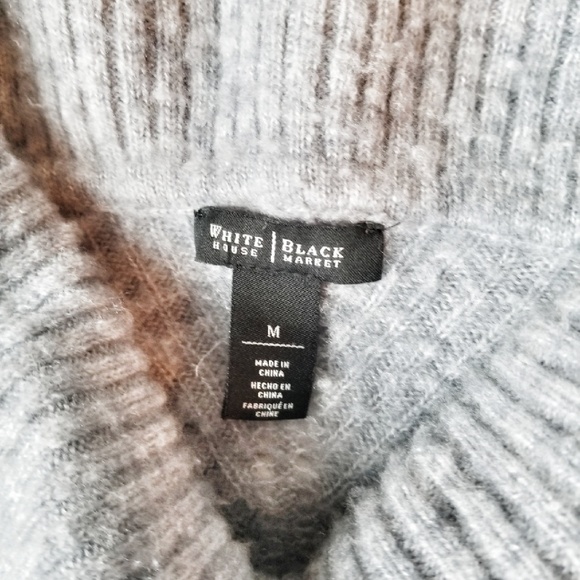 WHITE | BLACK
HOUSE | MARKET
M
MADE IN
CHINA
HECHO EN
CHINA
FABRIQUÉ EN
CHINE